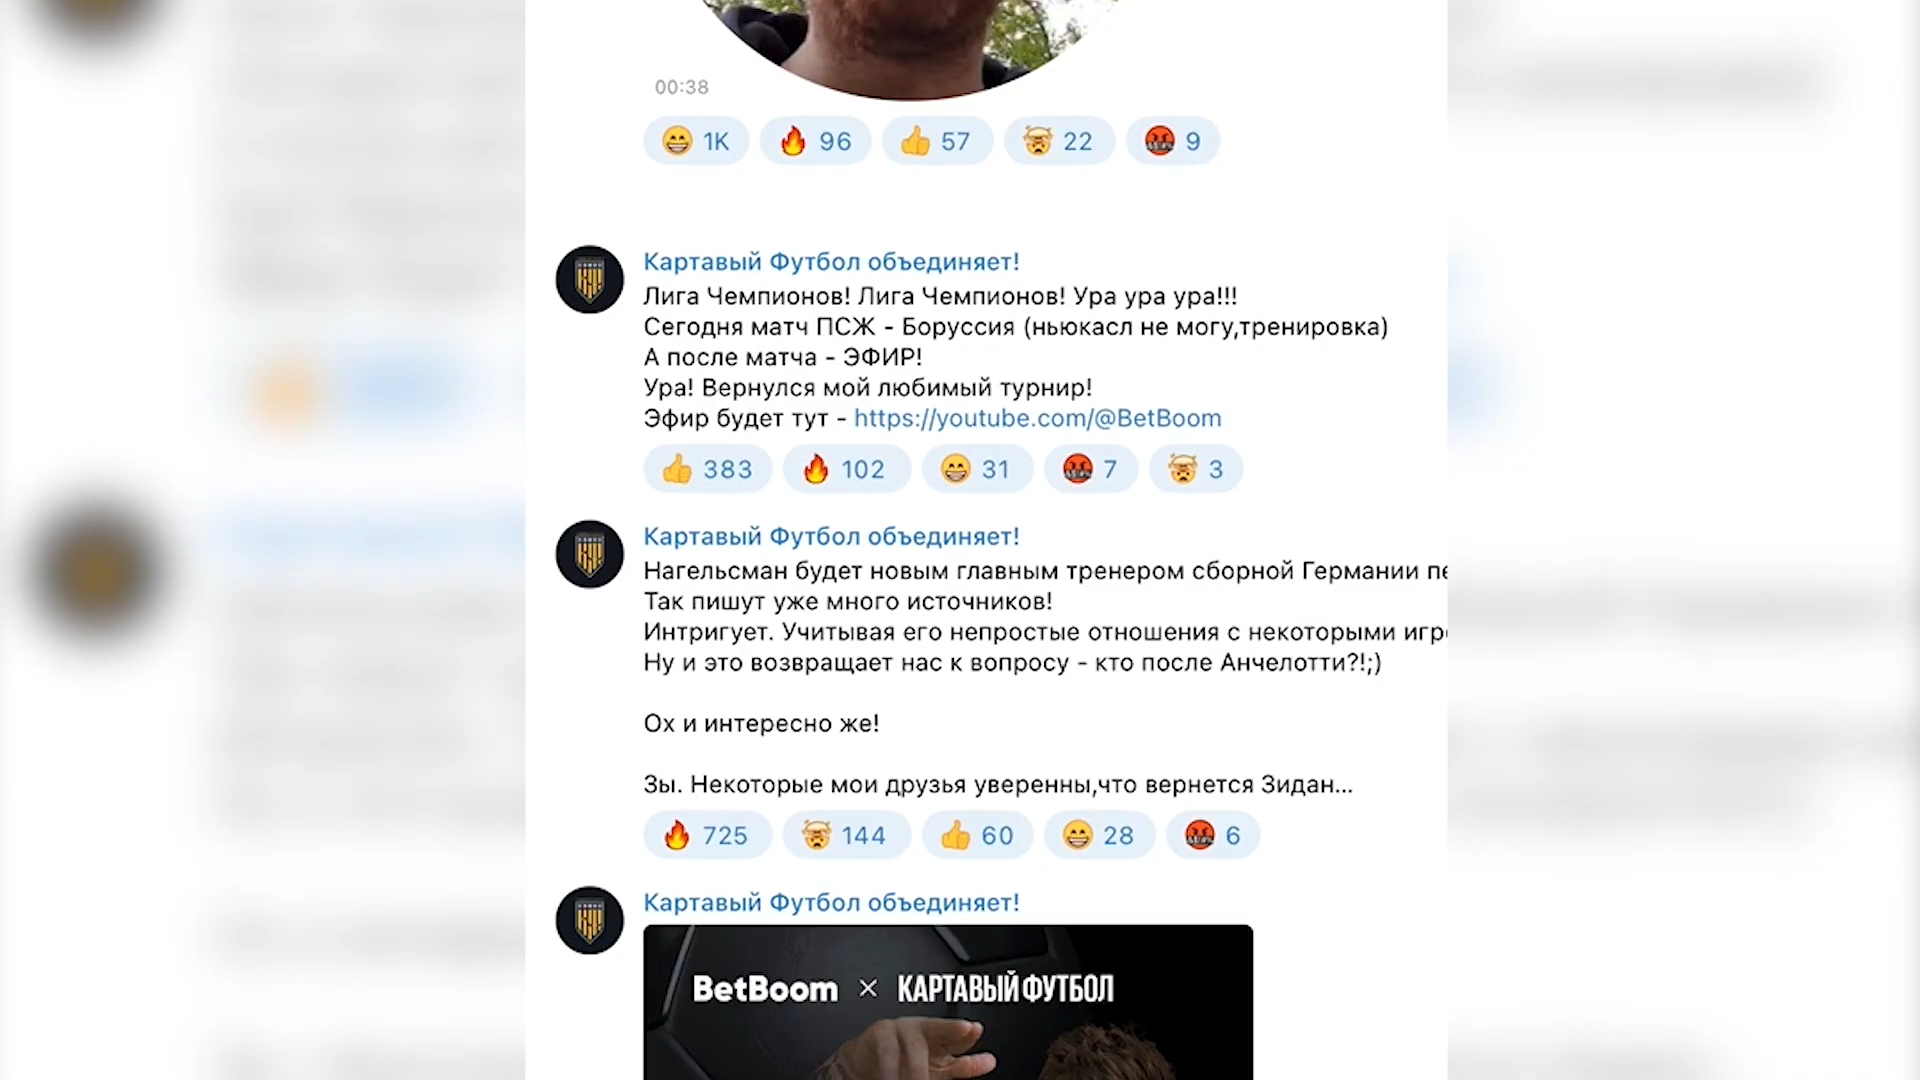 00:38
😁 1K 🔥 96 👍 57 🤯 22 🤬 9
Картавый Футбол объединяет!
Лига Чемпионов! Лига Чемпионов! Ура ура ура!!!
Сегодня матч ПСЖ - Боруссия (ньюкасл не могу,тренировка)
А после матча - ЭФИР!
Ура! Вернулся мой любимый турнир!
Эфир будет тут - https://youtube.com/@BetBoom
👍 383 🔥 102 😁 31 🤬 7 🤯 3
Картавый Футбол объединяет!
Нагельсман будет новым главным тренером сборной Германии
Так пишут уже много источников!
Интригует. Учитывая его непростые отношения с некоторыми
Ну и это возвращает нас к вопросу - кто после Анчелотти?!;)
Ох и интересно же!
Зы. Некоторые мои друзья уверенны,что вернется Зидан...
🔥 725 🤯 144 👍 60 😁 28 🤬 6
Картавый Футбол объединяет!
BetBoom × КАРТАВЫЙ ФУТБОЛ